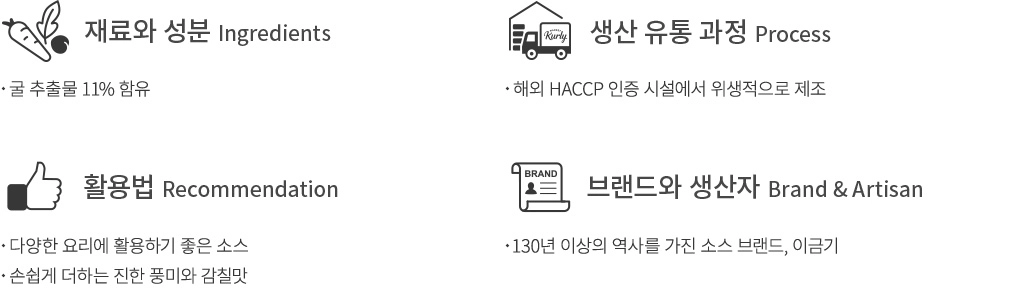 재료와 성분 Ingredients
· 굴 추출물 11% 함유
Kurly
생산 유통 과정 Process
· 해외 HACCP 인증 시설에서 위생적으로 제조
활용법 Recommendation
· 다양한 요리에 활용하기 좋은 소스
· 손쉽게 더하는 진한 풍미와 감칠맛
BRAND
브랜드와 생산자 Brand & Artisan
· 130년 이상의 역사를 가진 소스 브랜드, 이금기